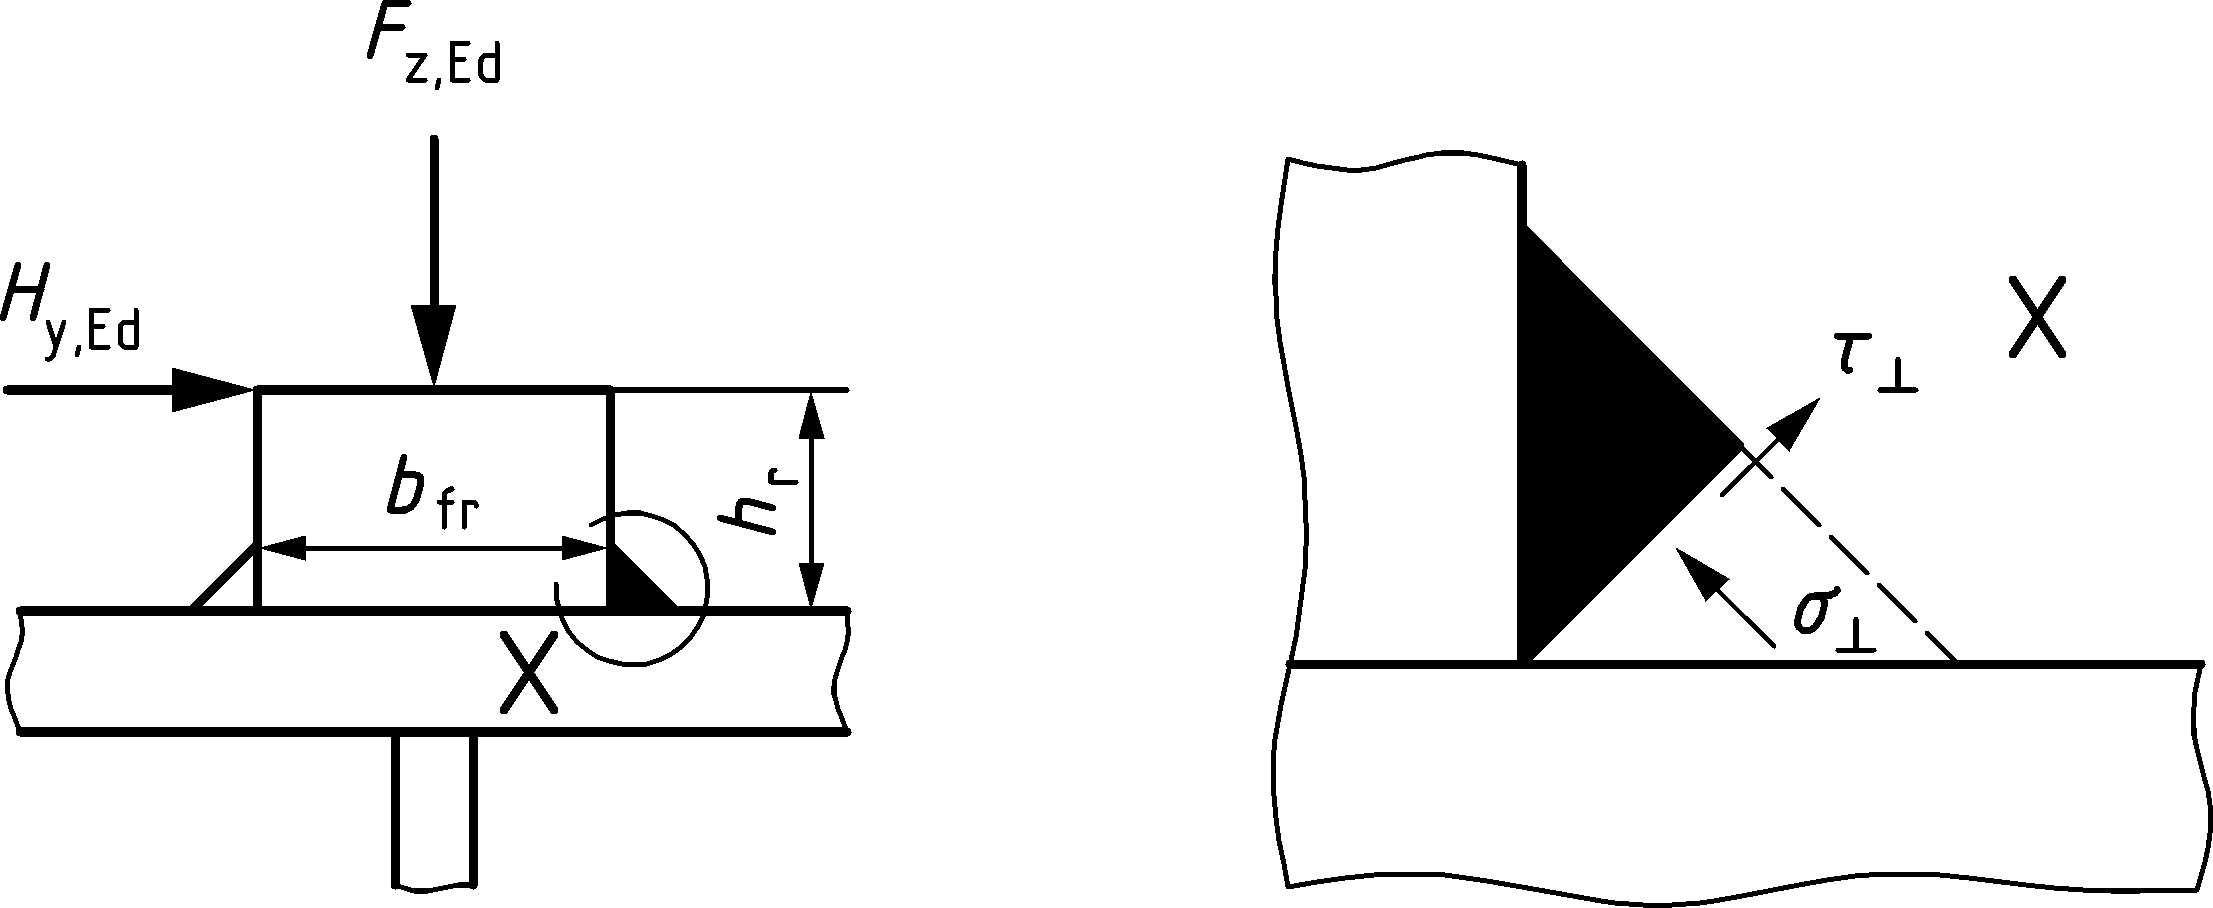 F z,Ed
H y,Ed
b fr
h r
X
X
τ ⊥
σ ⊥